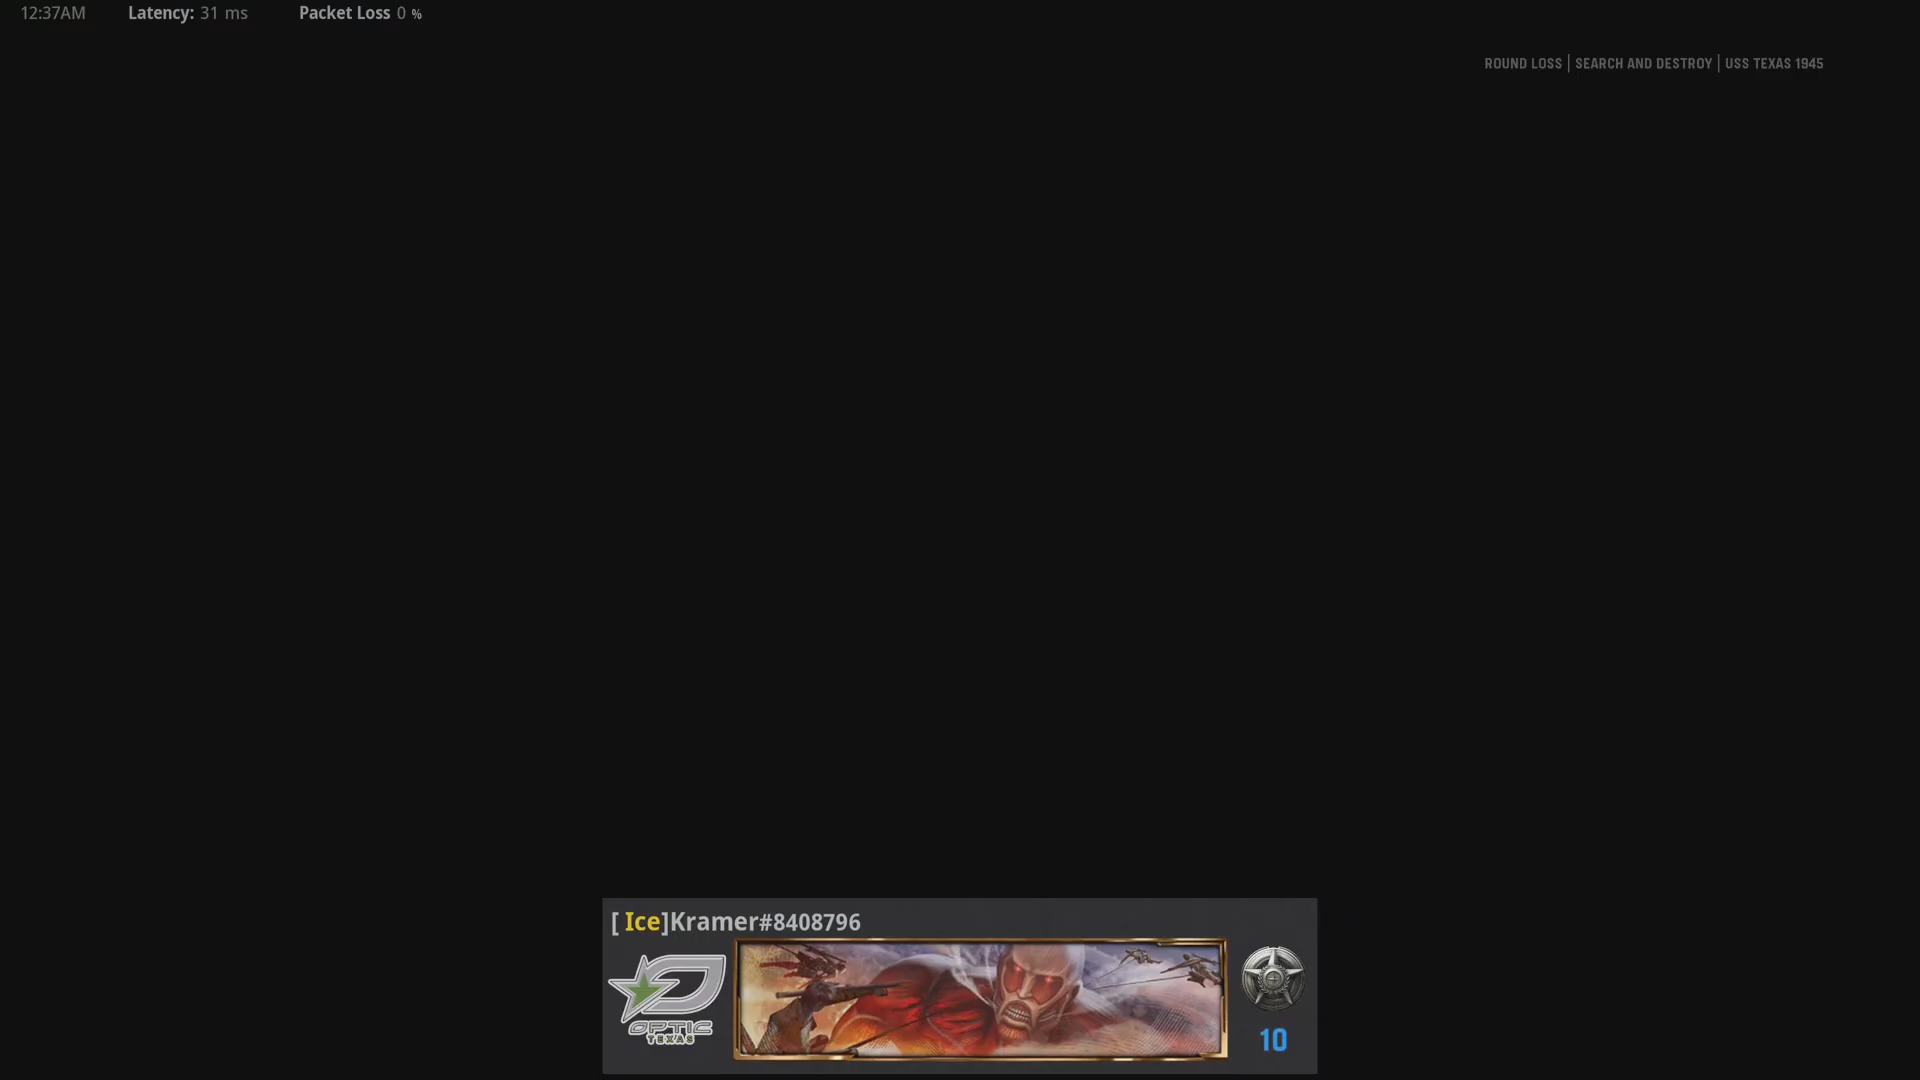 12:37AM Latency: 31 ms Packet Loss 0 %
ROUND LOSS | SEARCH AND DESTROY | USS TEXAS 1945
[ Ice]Kramer#8408796
OPTIC
TEXAS
10